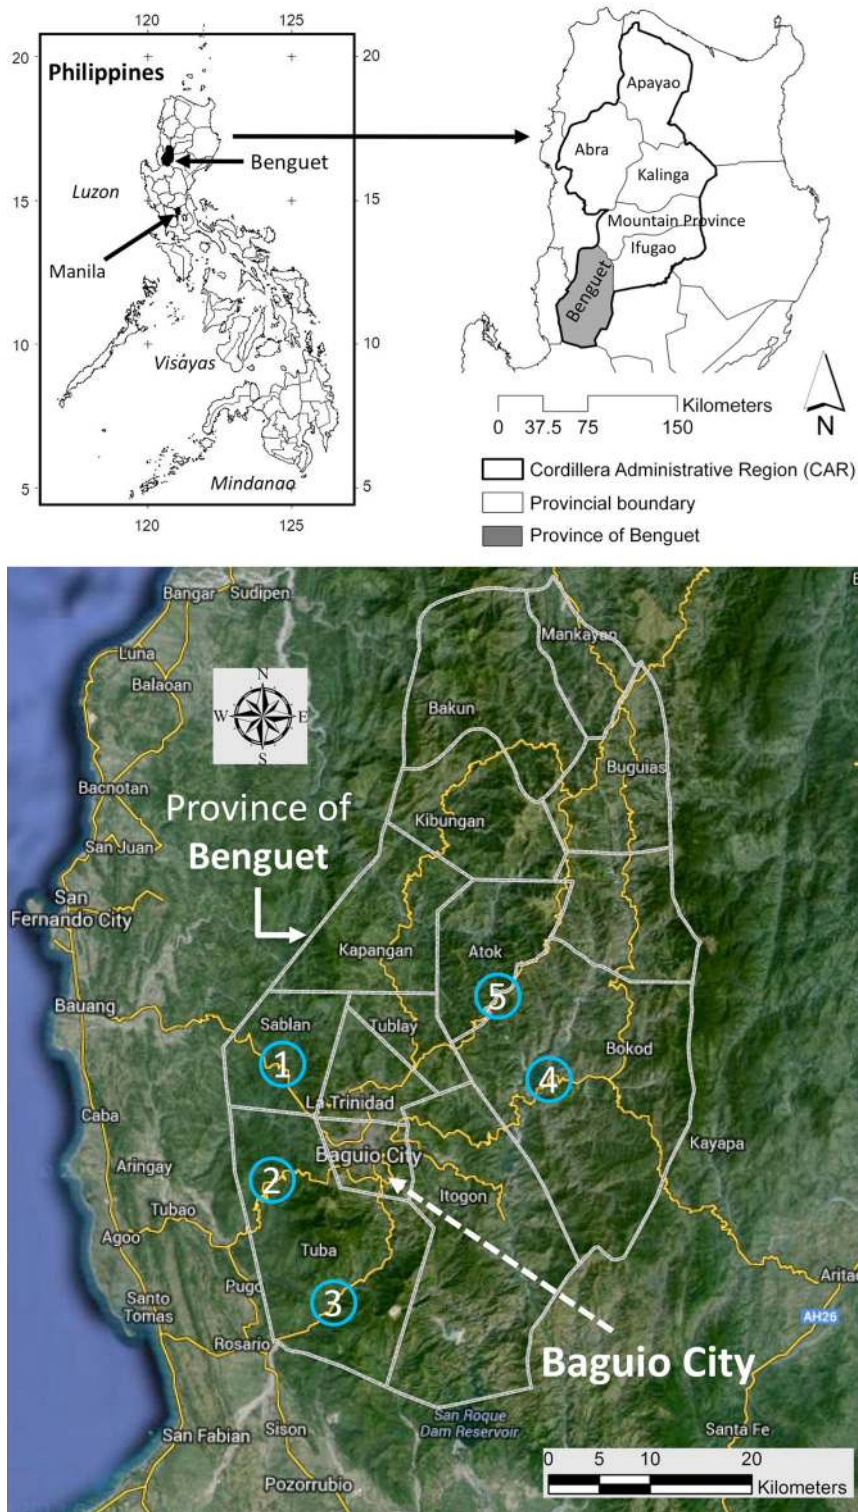 120
125
20
20
Philippines
Apayao
Abra
Benguet
Kalinga
Luzon
15
15
Mountain Province
Ifugao
Manila
Benguet
10
10
Visayas
Kilometers
0 37.5 75 150
N
Mindanao
5
5
120
125
Cordillera Administrative Region (CAR)
Provincial boundary
Province of Benguet
Bangar
Sudipen
Mankayan
Luna
Balaoan
N
W
E
S
Bakun
Buguias
Bacnotan
Province of
Benguet
Kibungan
San Juan
San
Fernando City
Kapangan
Atok
5
Bauang
Sablan
Tublay
1
Bokod
4
La Trinidad
Caba
Kayapa
Baguio City
Aringay
2
Itogon
Tubao
Agoo
Tuba
Pugo
Aritao
Santo
Tomas
3
AH26
Rosario
Baguio City
San Roque
Dam Reservoir
San Fabian
Sison
Santa Fe
Pozorrubio
0 5 10 20
Kilometers